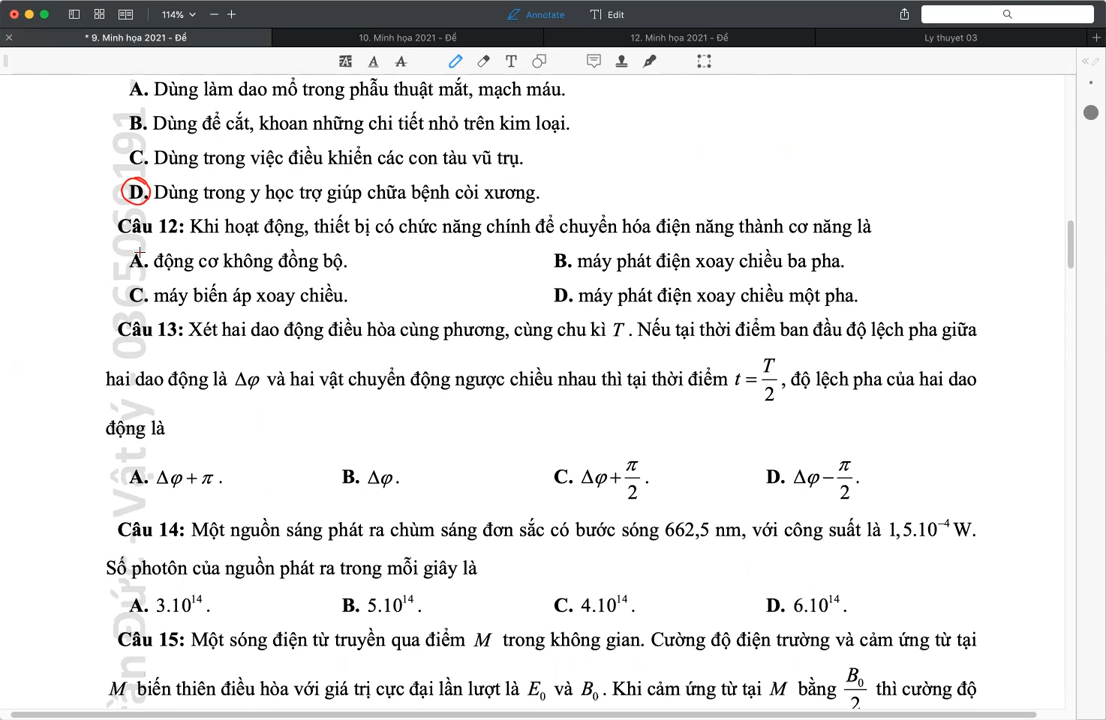 114%
Annotate
Edit
* 9. Minh họa 2021 - Đề
10. Minh họa 2021 - Đề
12. Minh họa 2021 - Đề
Ly thuyet 03
A. Dùng làm dao mổ trong phẫu thuật mắt, mạch máu.
B. Dùng để cắt, khoan những chi tiết nhỏ trên kim loại.
C. Dùng trong việc điều khiển các con tàu vũ trụ.
D. Dùng trong y học trợ giúp chữa bệnh còi xương.
Câu 12: Khi hoạt động, thiết bị có chức năng chính để chuyển hóa điện năng thành cơ năng là
A. động cơ không đồng bộ. B. máy phát điện xoay chiều ba pha.
C. máy biến áp xoay chiều. D. máy phát điện xoay chiều một pha.
Câu 13: Xét hai dao động điều hòa cùng phương, cùng chu kì T. Nếu tại thời điểm ban đầu độ lệch pha giữa
hai dao động là Δφ và hai vật chuyển động ngược chiều nhau thì tại thời điểm t = T/2, độ lệch pha của hai dao
động là
A. Δφ + π. B. Δφ. C. Δφ + π/2. D. Δφ − π/2.
Câu 14: Một nguồn sáng phát ra chùm sáng đơn sắc có bước sóng 662,5 nm, với công suất là 1,5.10⁻⁴ W.
Số photôn của nguồn phát ra trong mỗi giây là
A. 3.10¹⁴. B. 5.10¹⁴. C. 4.10¹⁴. D. 6.10¹⁴.
Câu 15: Một sóng điện từ truyền qua điểm M trong không gian. Cường độ điện trường và cảm ứng từ tại
M biến thiên điều hòa với giá trị cực đại lần lượt là E₀ và B₀. Khi cảm ứng từ tại M bằng B₀/2 thì cường độ